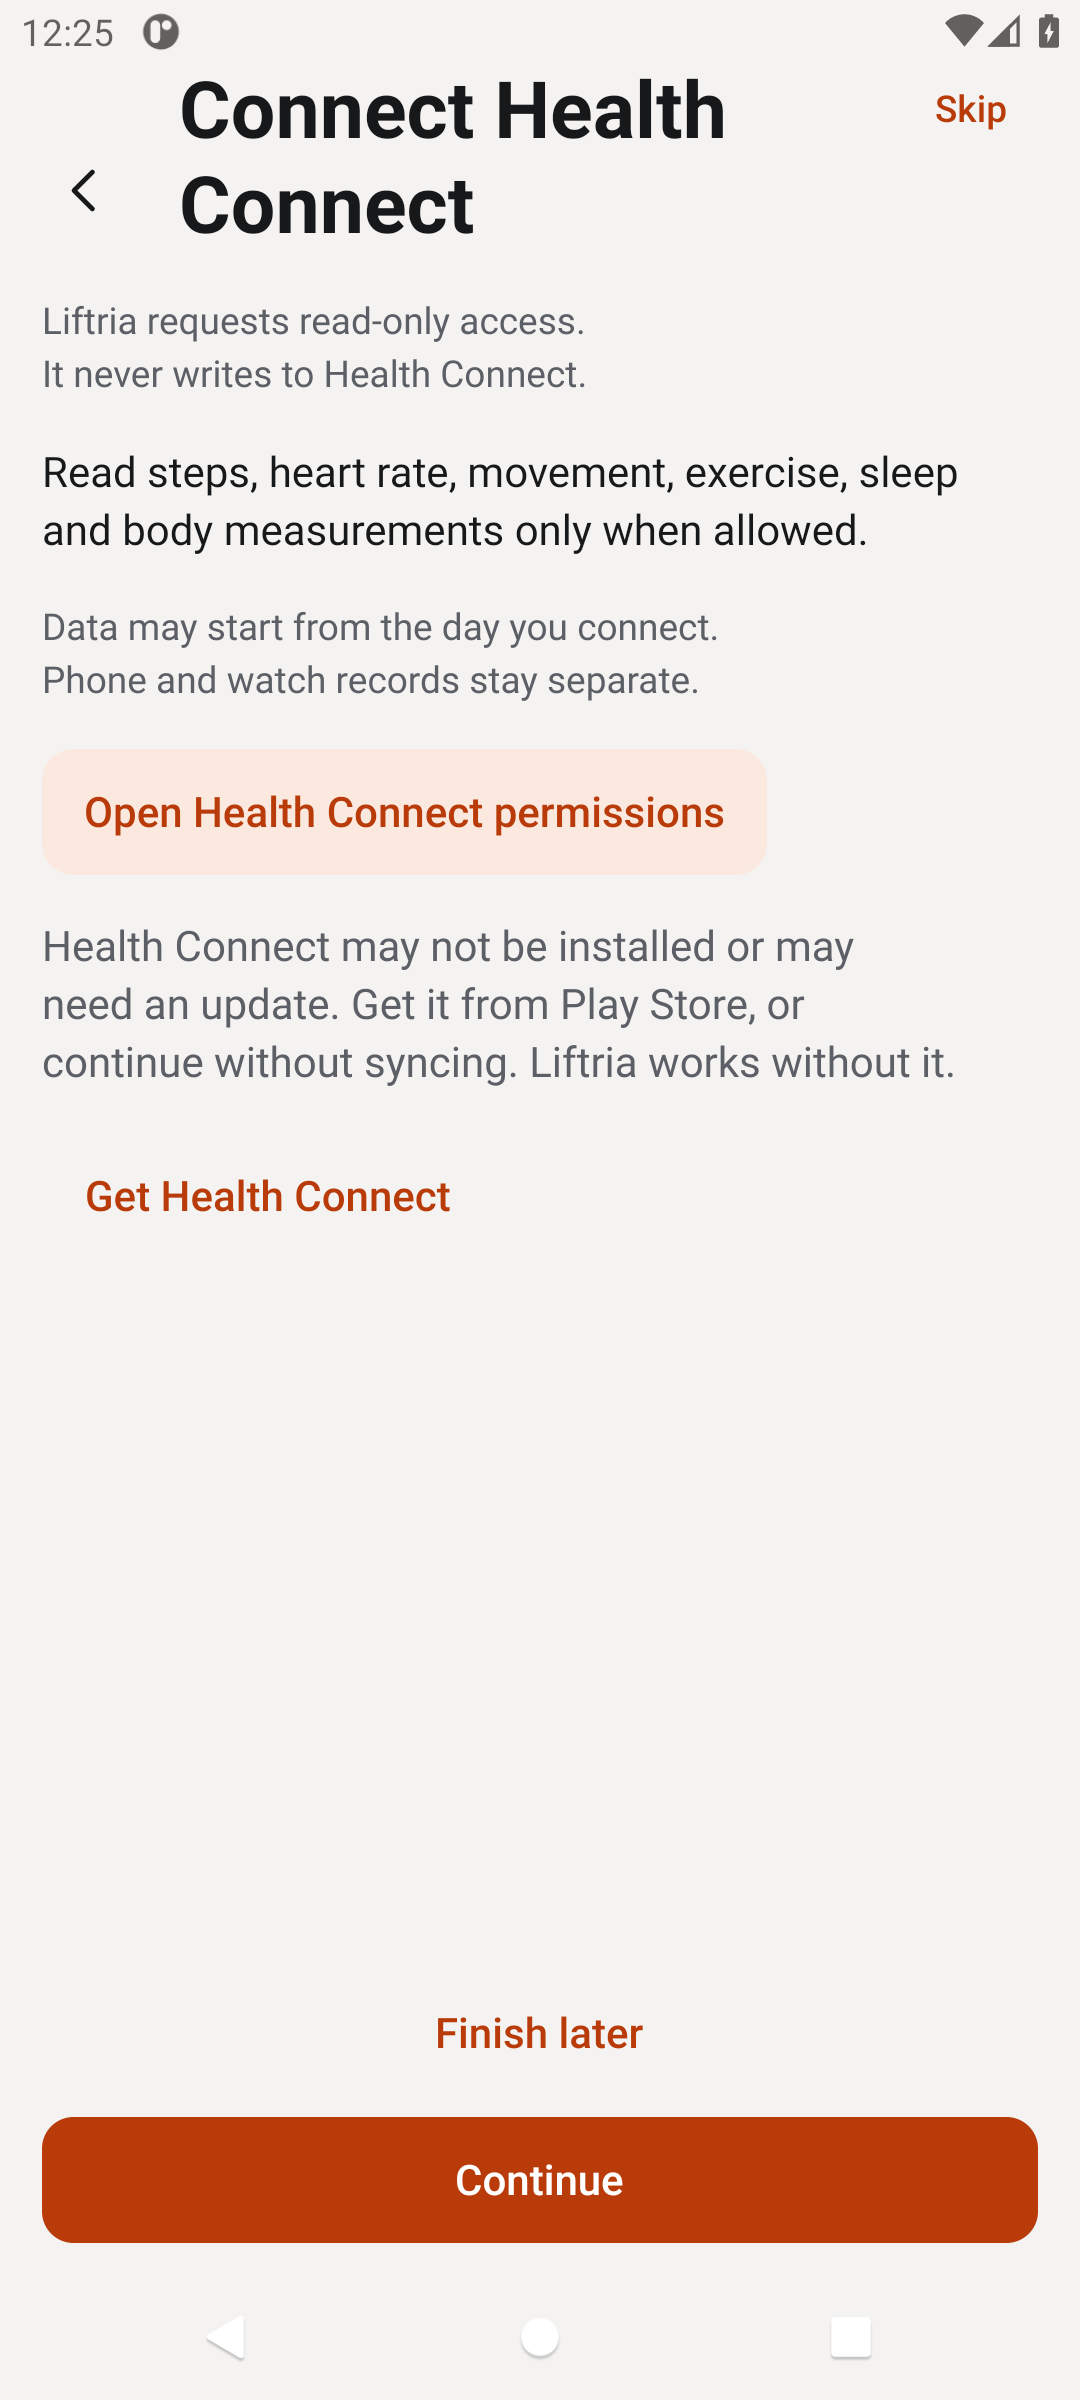 12:25
Connect Health
Connect
Skip
Liftria requests read-only access.
It never writes to Health Connect.
Read steps, heart rate, movement, exercise, sleep
and body measurements only when allowed.
Data may start from the day you connect.
Phone and watch records stay separate.
Open Health Connect permissions
Health Connect may not be installed or may
need an update. Get it from Play Store, or
continue without syncing. Liftria works without it.
Get Health Connect
Finish later
Continue